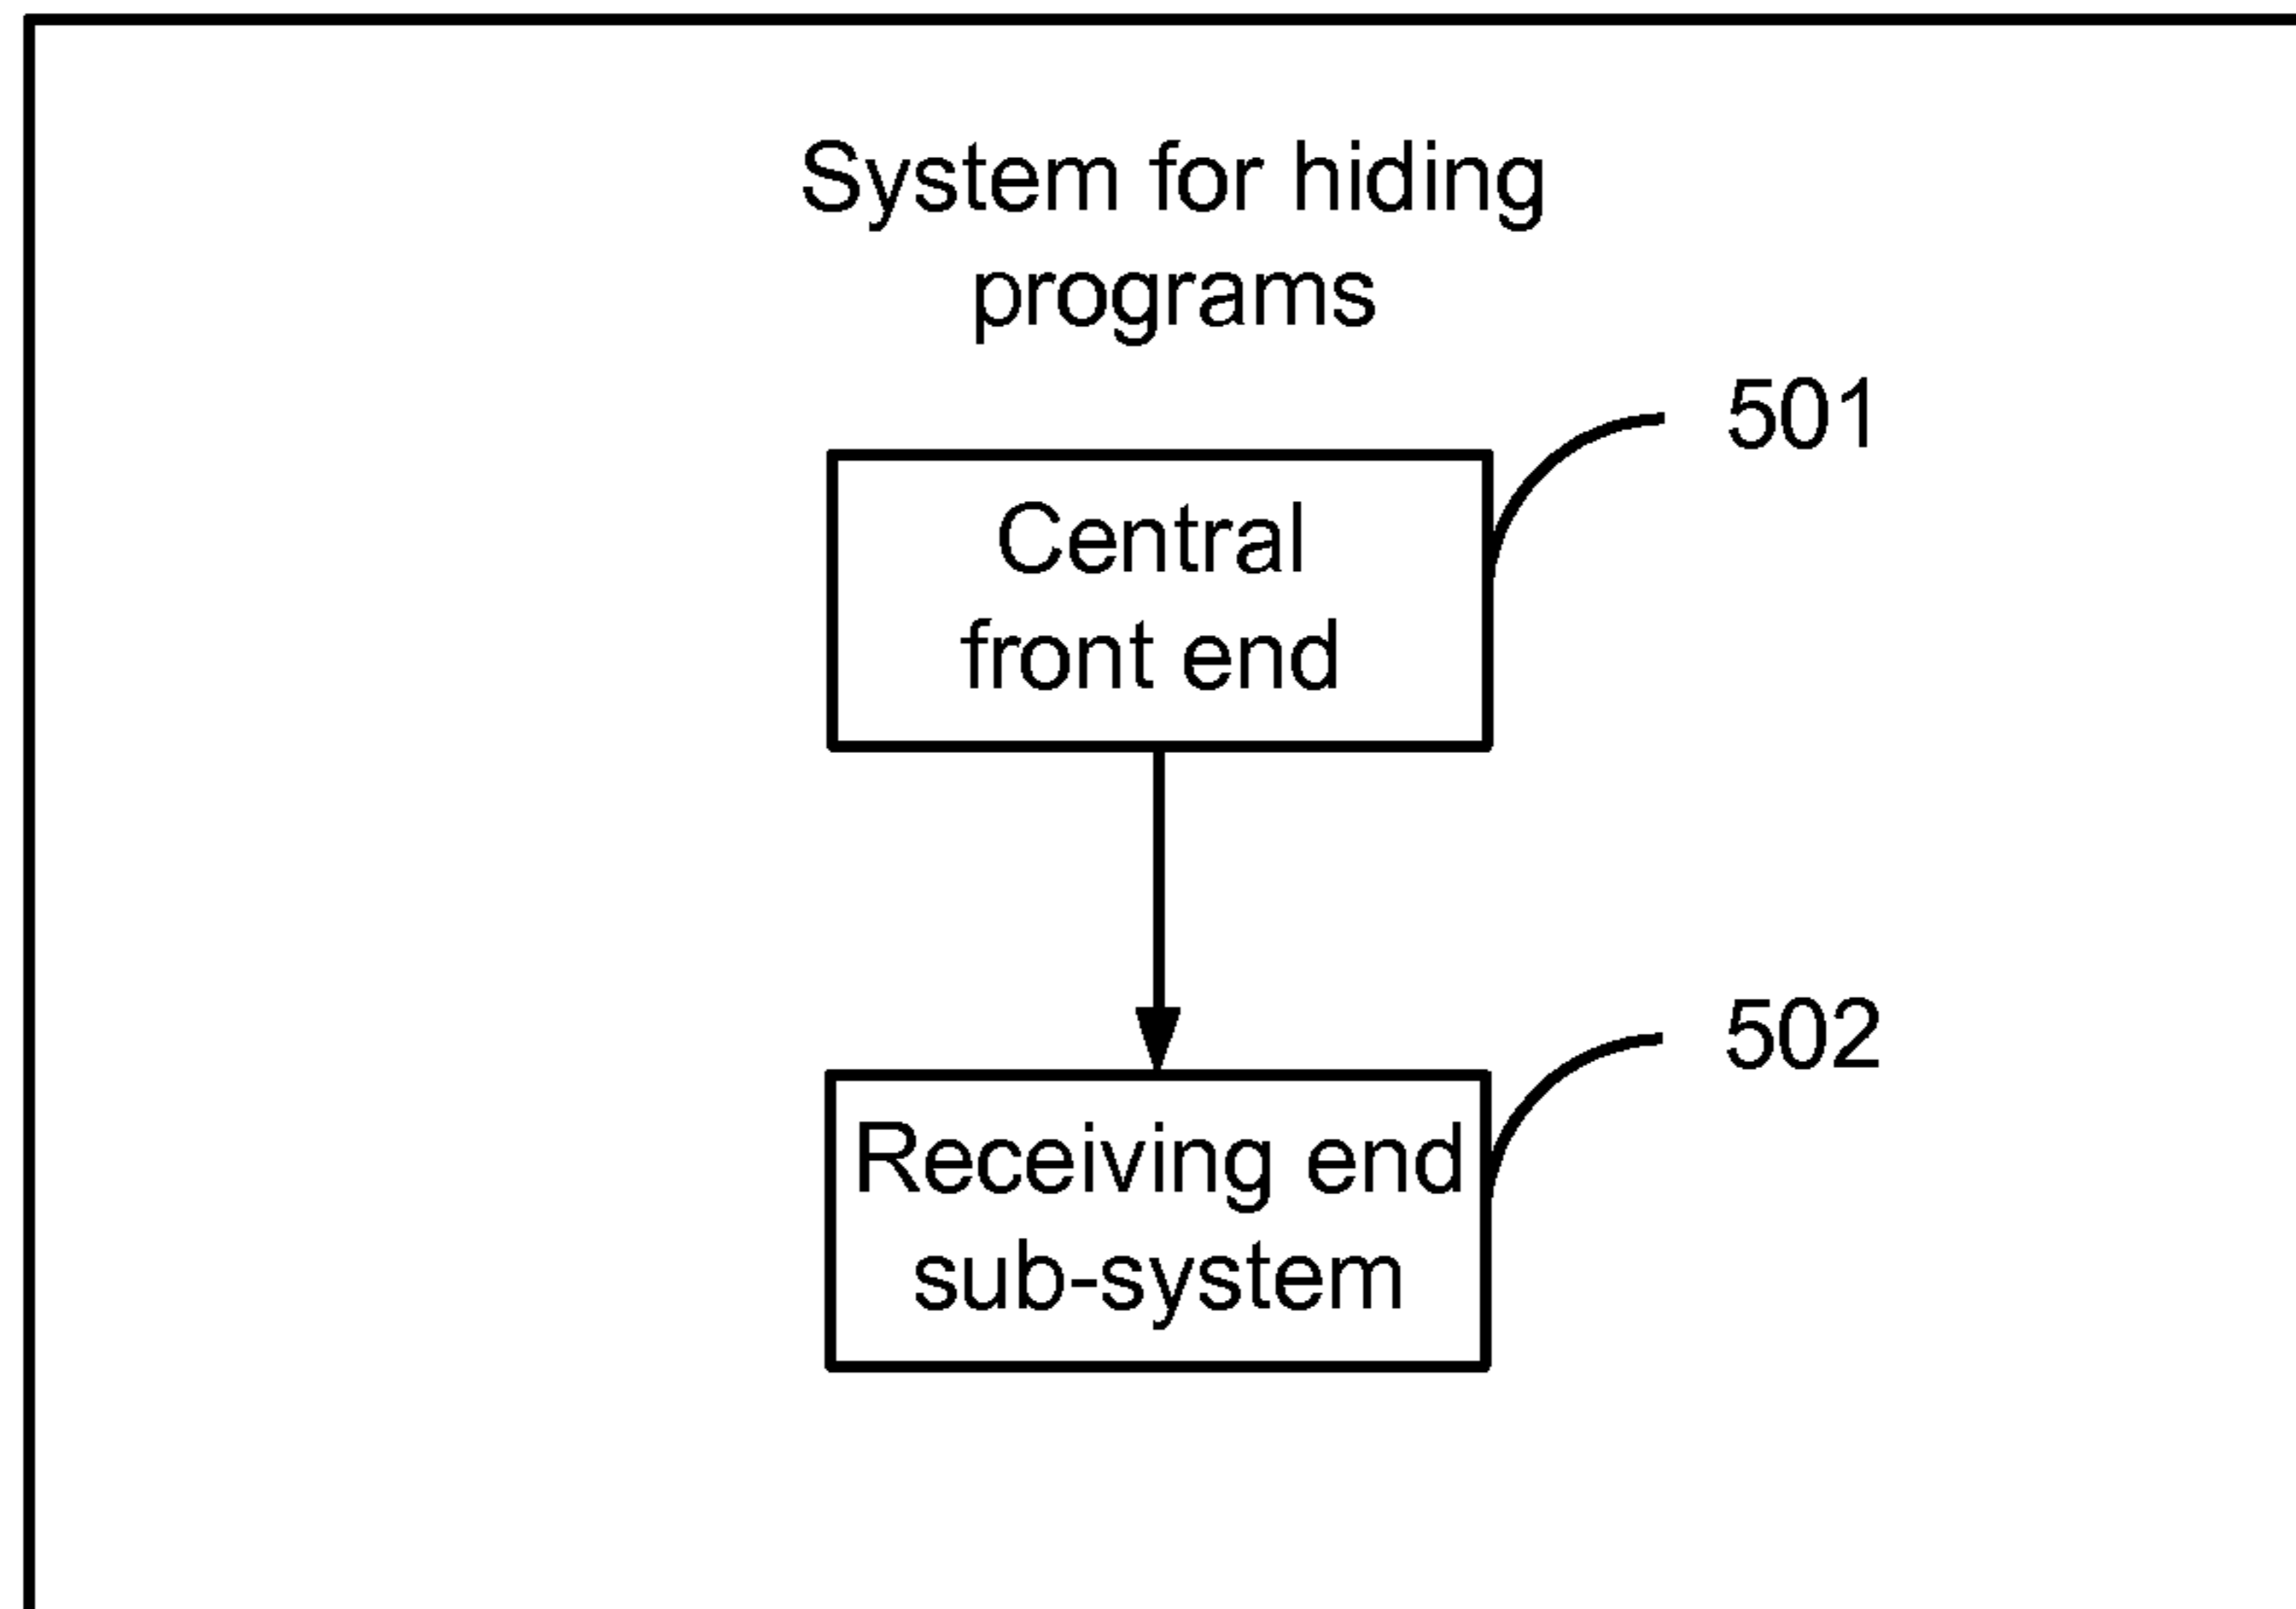 System for hiding
programs
501
Central
front end
502
Receiving end
sub-system